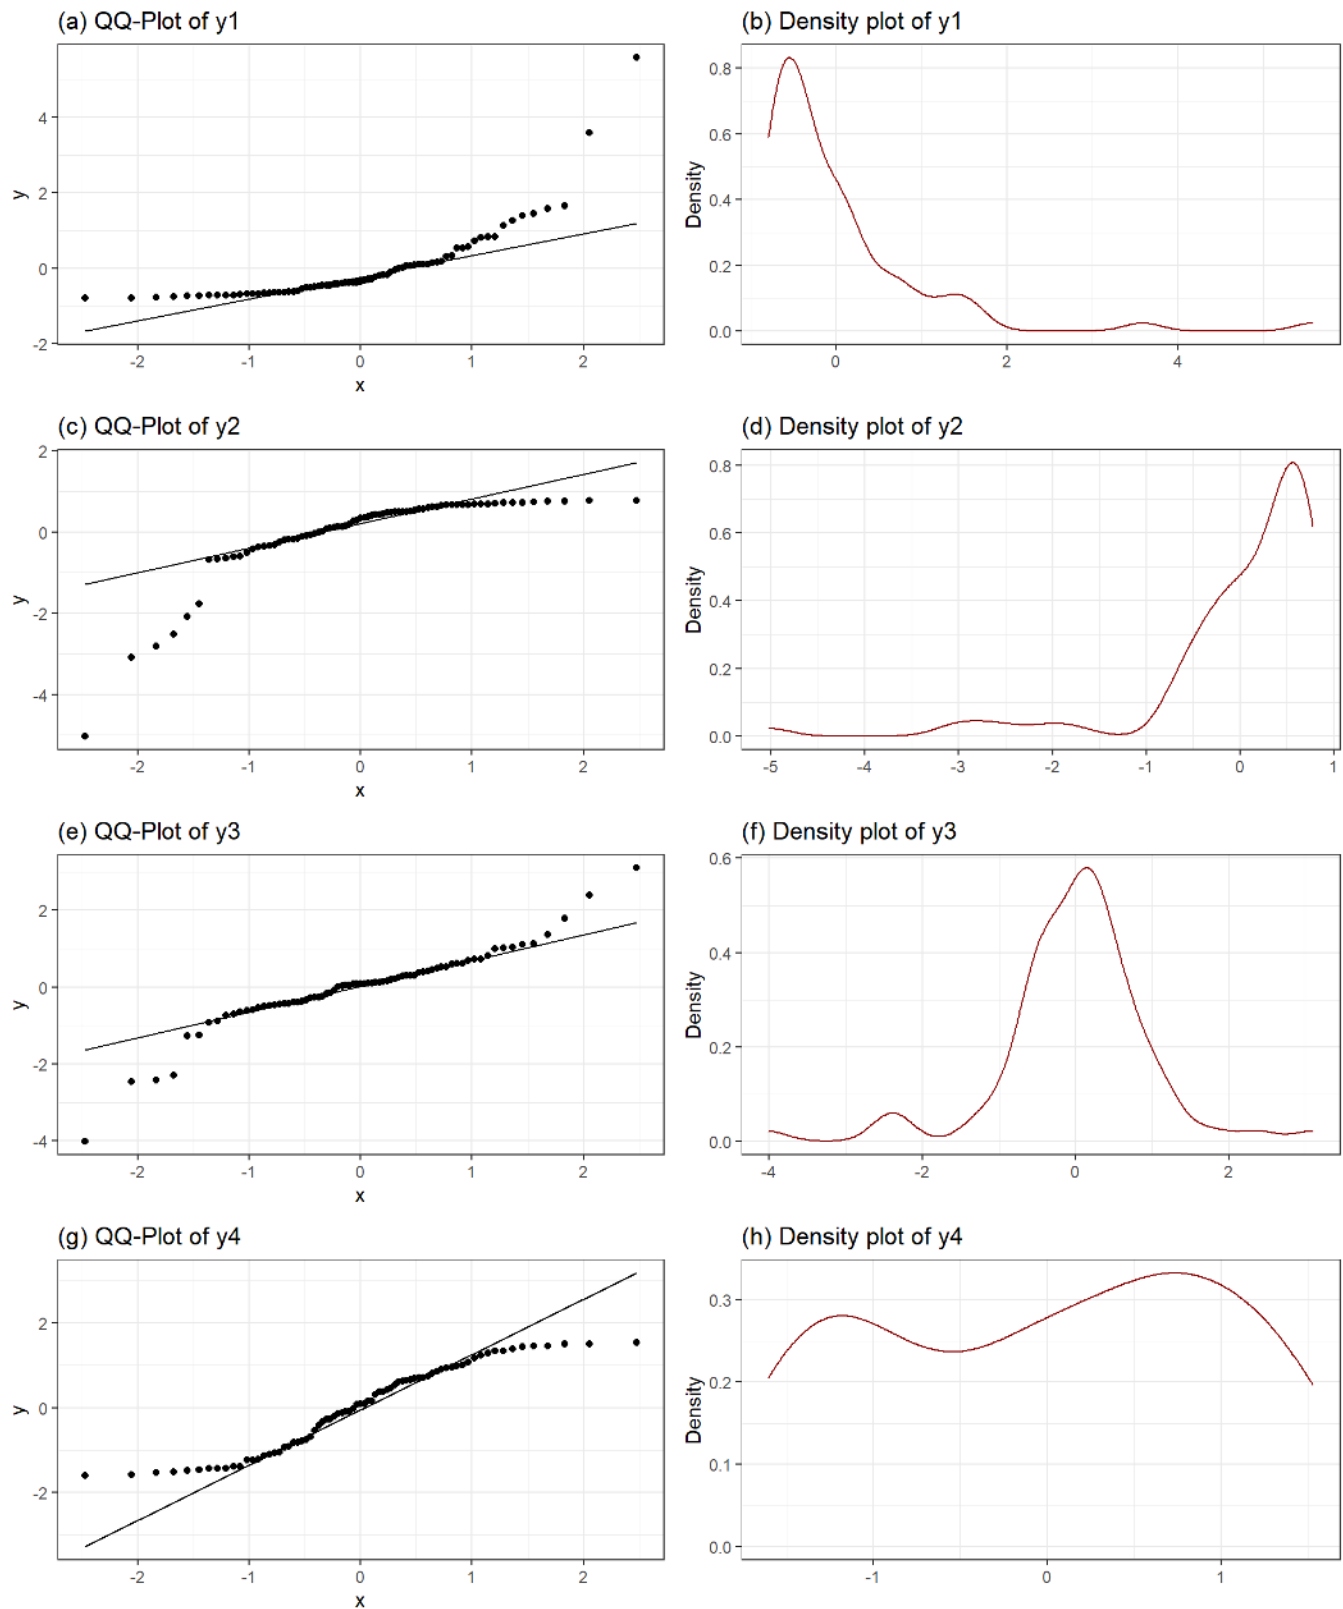 (a) QQ-Plot of y1
(b) Density plot of y1
4
2
0
-2
y
-2 -1 0 1 2
x
0.8
0.6
0.4
0.2
0.0
Density
0 2 4
(c) QQ-Plot of y2
(d) Density plot of y2
2
0
-2
-4
y
-2 -1 0 1 2
x
0.8
0.6
0.4
0.2
0.0
Density
-5 -4 -3 -2 -1 0 1
(e) QQ-Plot of y3
(f) Density plot of y3
2
0
-2
-4
y
-2 -1 0 1 2
x
0.6
0.4
0.2
0.0
Density
-4 -2 0 2
(g) QQ-Plot of y4
(h) Density plot of y4
2
0
-2
y
-2 -1 0 1 2
x
0.3
0.2
0.1
0.0
Density
-1 0 1